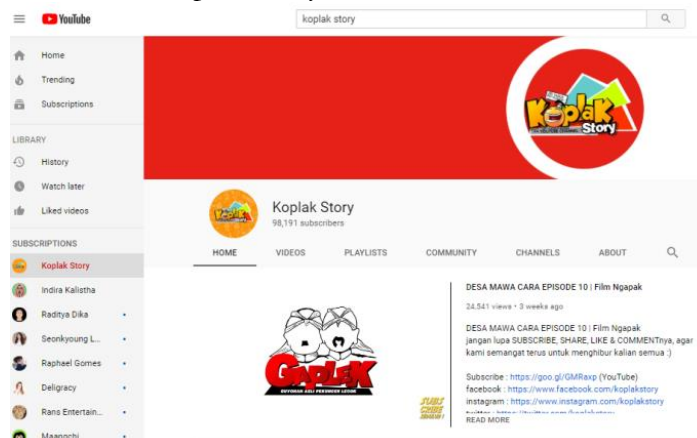 YouTube
koplak story
Home
Trending
Subscriptions
LIBRARY
History
Watch later
Liked videos
SUBSCRIPTIONS
Koplak Story
Indira Kalistha
Raditya Dika
Seonkyoung L...
Raphael Gomes
Deligracy
Rans Entertain...
Maangchi
Koplak
Story
Koplak Story
98,191 subscribers
HOME VIDEOS PLAYLISTS COMMUNITY CHANNELS ABOUT
GAPLEK
SUBS
CRIBE
DESA MAWA CARA EPISODE 10 | Film Ngapak
24,541 views • 3 weeks ago
DESA MAWA CARA EPISODE 10 | Film Ngapak
jangan lupa SUBSCRIBE, SHARE, LIKE & COMMENTnya, agar
kami semangat terus untuk menghibur kalian semua :)
Subscribe : https://goo.gl/GMRaxp (YouTube)
facebook : https://www.facebook.com/koplakstory
instagram : https://www.instagram.com/koplakstory
READ MORE